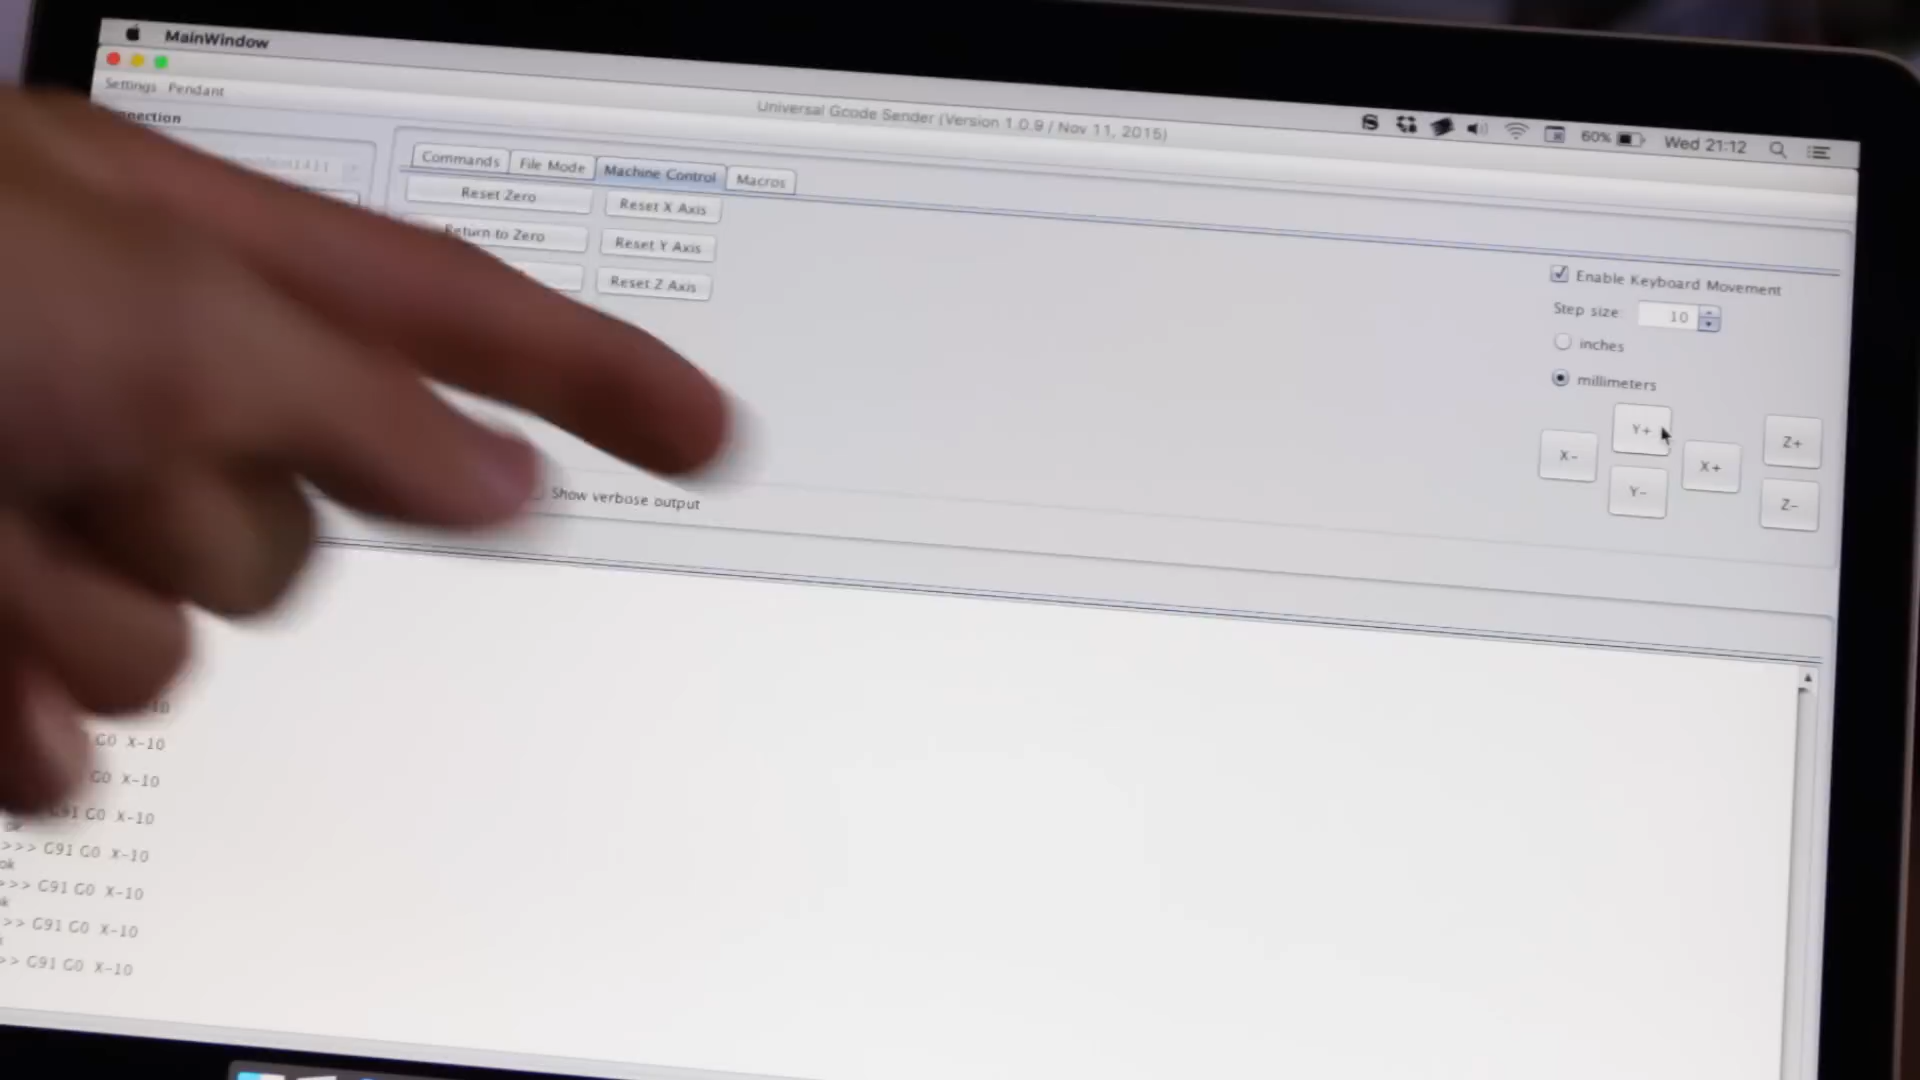 MainWindow
60% Wed 21:12
Universal Gcode Sender (Version 1.0.9 / Nov 11, 2015)
Settings Pendant
Commands File Mode Machine Control Macros
Reset Zero Reset X Axis
Return to Zero Reset Y Axis
Reset Z Axis
Enable Keyboard Movement
Step size: 10
inches
millimeters
Y+
X- X+ Z+
Y- Z-
Show verbose output
G0 X-10
G0 X-10
G91 G0 X-10
ok
>>> G91 G0 X-10
ok
>>> G91 G0 X-10
>> G91 G0 X-10
>> G91 G0 X-10